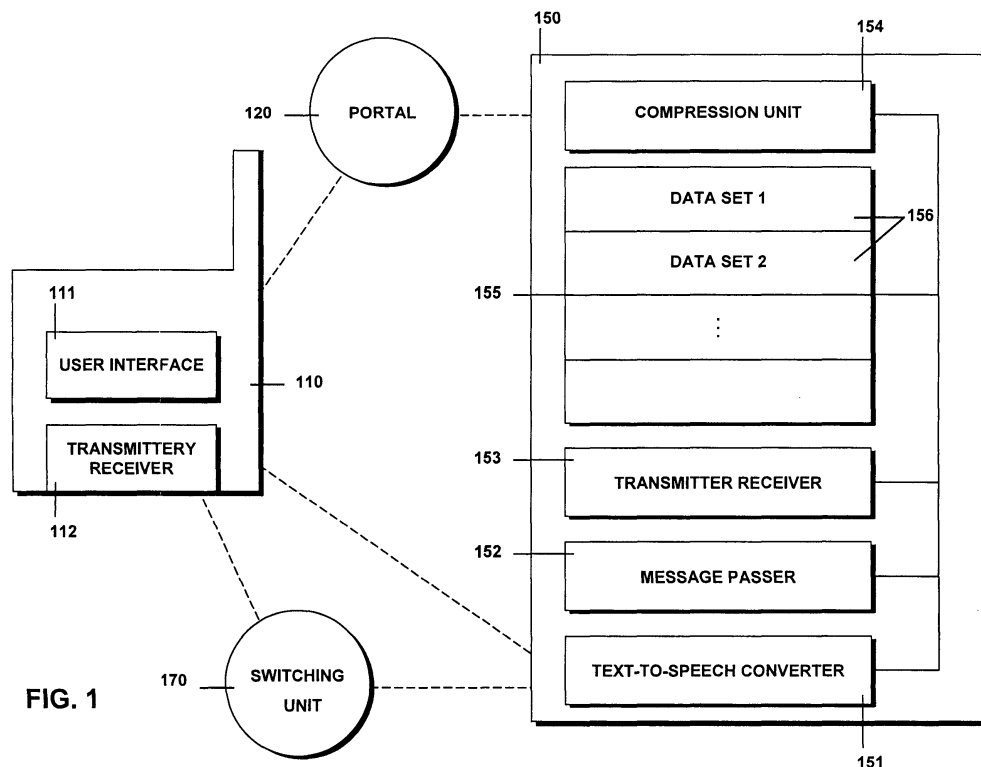 150
154
120
PORTAL
COMPRESSION UNIT
DATA SET 1
156
DATA SET 2
111
155
⋮
USER INTERFACE
110
TRANSMITTERY
RECEIVER
153
TRANSMITTER RECEIVER
112
152
MESSAGE PASSER
170
SWITCHING
UNIT
TEXT-TO-SPEECH CONVERTER
FIG. 1
151